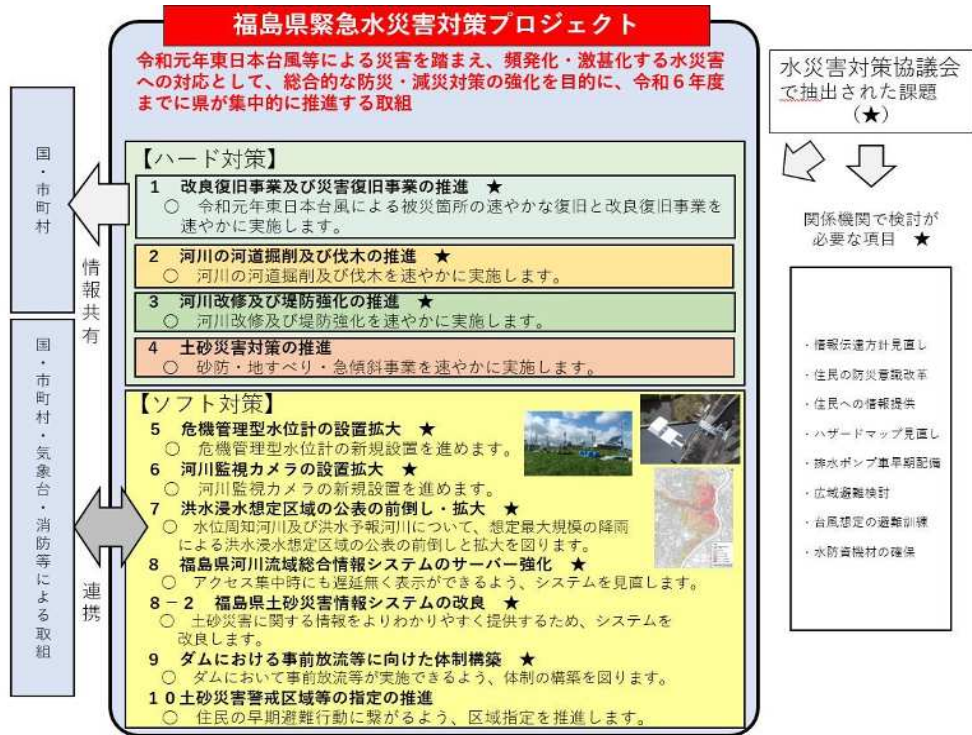 福島県緊急水災害対策プロジェクト
令和元年東日本台風等による災害を踏まえ、頻発化・激甚化する水災害
への対応として、総合的な防災・減災対策の強化を目的に、令和６年度
までに県が集中的に推進する取組
【ハード対策】
1 改良復旧事業及び災害復旧事業の推進 ★
○ 令和元年東日本台風による被災箇所の速やかな復旧と改良復旧事業を
速やかに実施します。
2 河川の河道掘削及び伐木の推進 ★
○ 河川の河道掘削及び伐木を速やかに実施します。
3 河川改修及び堤防強化の推進 ★
○ 河川改修及び堤防強化を速やかに実施します。
4 土砂災害対策の推進
○ 砂防・地すべり・急傾斜事業を速やかに実施します。
【ソフト対策】
5 危機管理型水位計の設置拡大 ★
○ 危機管理型水位計の新規設置を進めます。
6 河川監視カメラの設置拡大 ★
○ 河川監視カメラの新規設置を進めます。
7 洪水浸水想定区域の公表の前倒し・拡大 ★
○ 水位周知河川及び洪水予報河川について、想定最大規模の降雨
による洪水浸水想定区域の公表の前倒しと拡大を図ります。
8 福島県河川流域総合情報システムのサーバー強化 ★
○ アクセス集中時にも遅延無く表示ができるよう、システムを見直します。
8－2 福島県土砂災害情報システムの改良 ★
○ 土砂災害に関する情報をよりわかりやすく提供するため、システムを
改良します。
9 ダムにおける事前放流等に向けた体制構築 ★
○ ダムにおいて事前放流等が実施できるよう、体制の構築を図ります。
10土砂災害警戒区域等の指定の推進
○ 住民の早期避難行動に繋がるよう、区域指定を推進します。
国・市町村
情報共有
国・市町村・気象台・消防等による取組
連携
水災害対策協議会
で抽出された課題
（★）
関係機関で検討が
必要な項目 ★
・情報伝達方針見直し
・住民の防災意識改革
・住民への情報提供
・ハザードマップ見直し
・排水ポンプ車早期配備
・広域避難検討
・台風想定の避難訓練
・水防資機材の確保